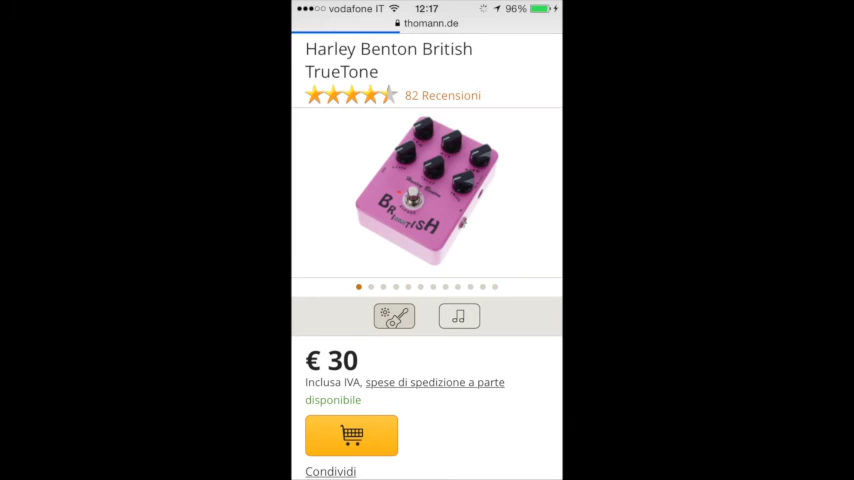 vodafone IT 12:17 96%
thomann.de
Harley Benton British
TrueTone
82 Recensioni
BRITISH
€ 30
Inclusa IVA, spese di spedizione a parte
disponibile
Condividi